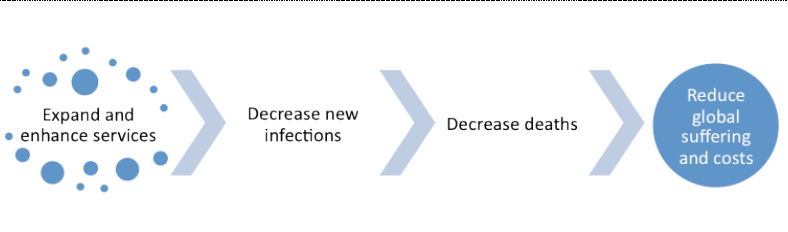 Expand and
enhance services
Decrease new
infections
Decrease deaths
Reduce
global
suffering
and costs